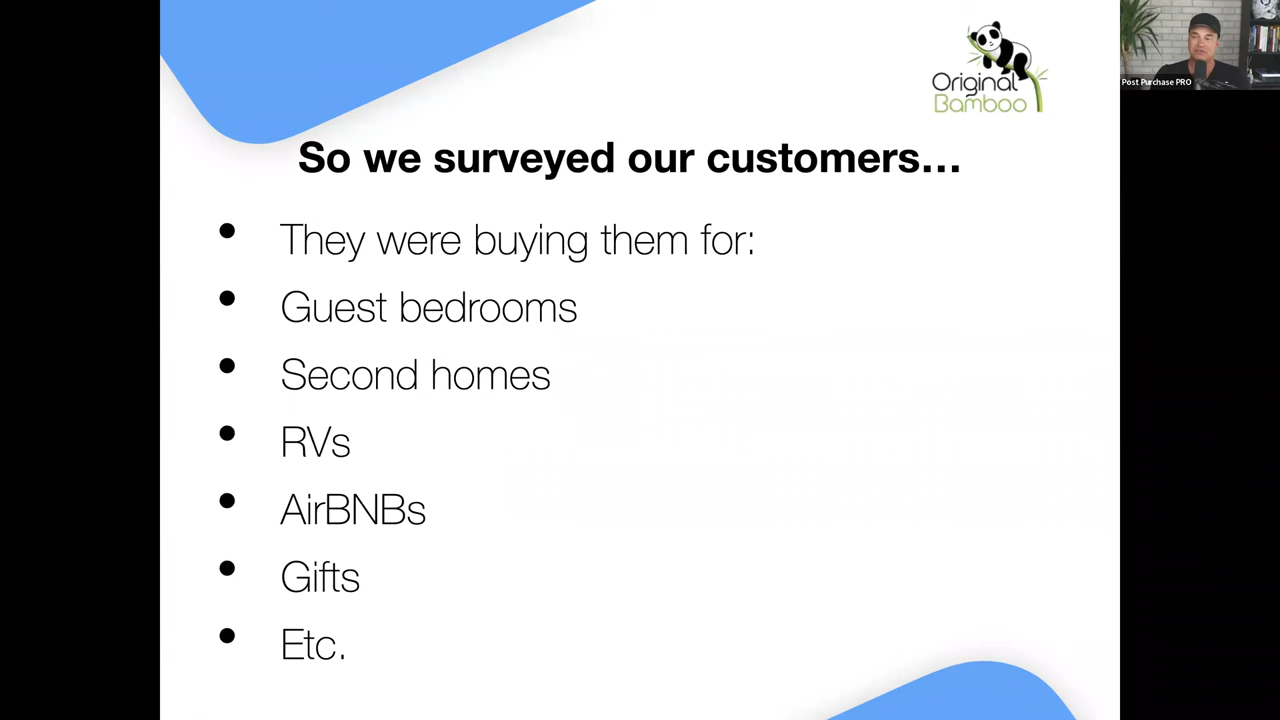 Original
Bamboo
Post Purchase PRO
So we surveyed our customers…
• They were buying them for:
• Guest bedrooms
• Second homes
• RVs
• AirBNBs
• Gifts
• Etc.